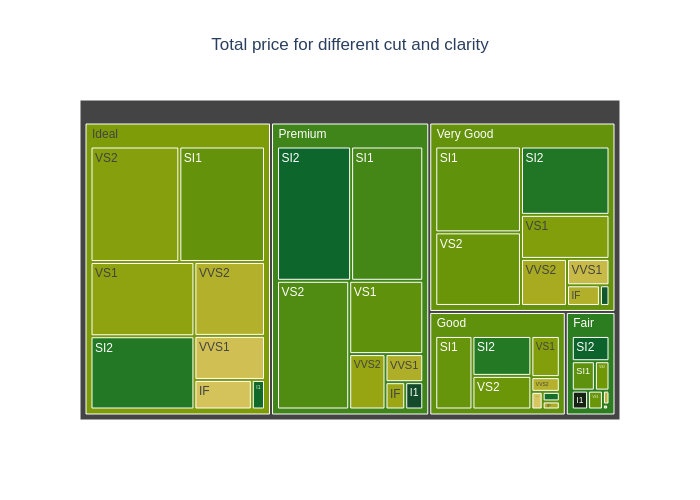 Total price for different cut and clarity
Ideal
VS2
SI1
VS1
VVS2
SI2
VVS1
IF
I1
Premium
SI2
SI1
VS2
VS1
VVS2
VVS1
IF
I1
Very Good
SI1
SI2
VS2
VS1
VVS2
VVS1
IF
Good
SI1
SI2
VS1
VS2
VVS2
Fair
SI2
SI1
I1